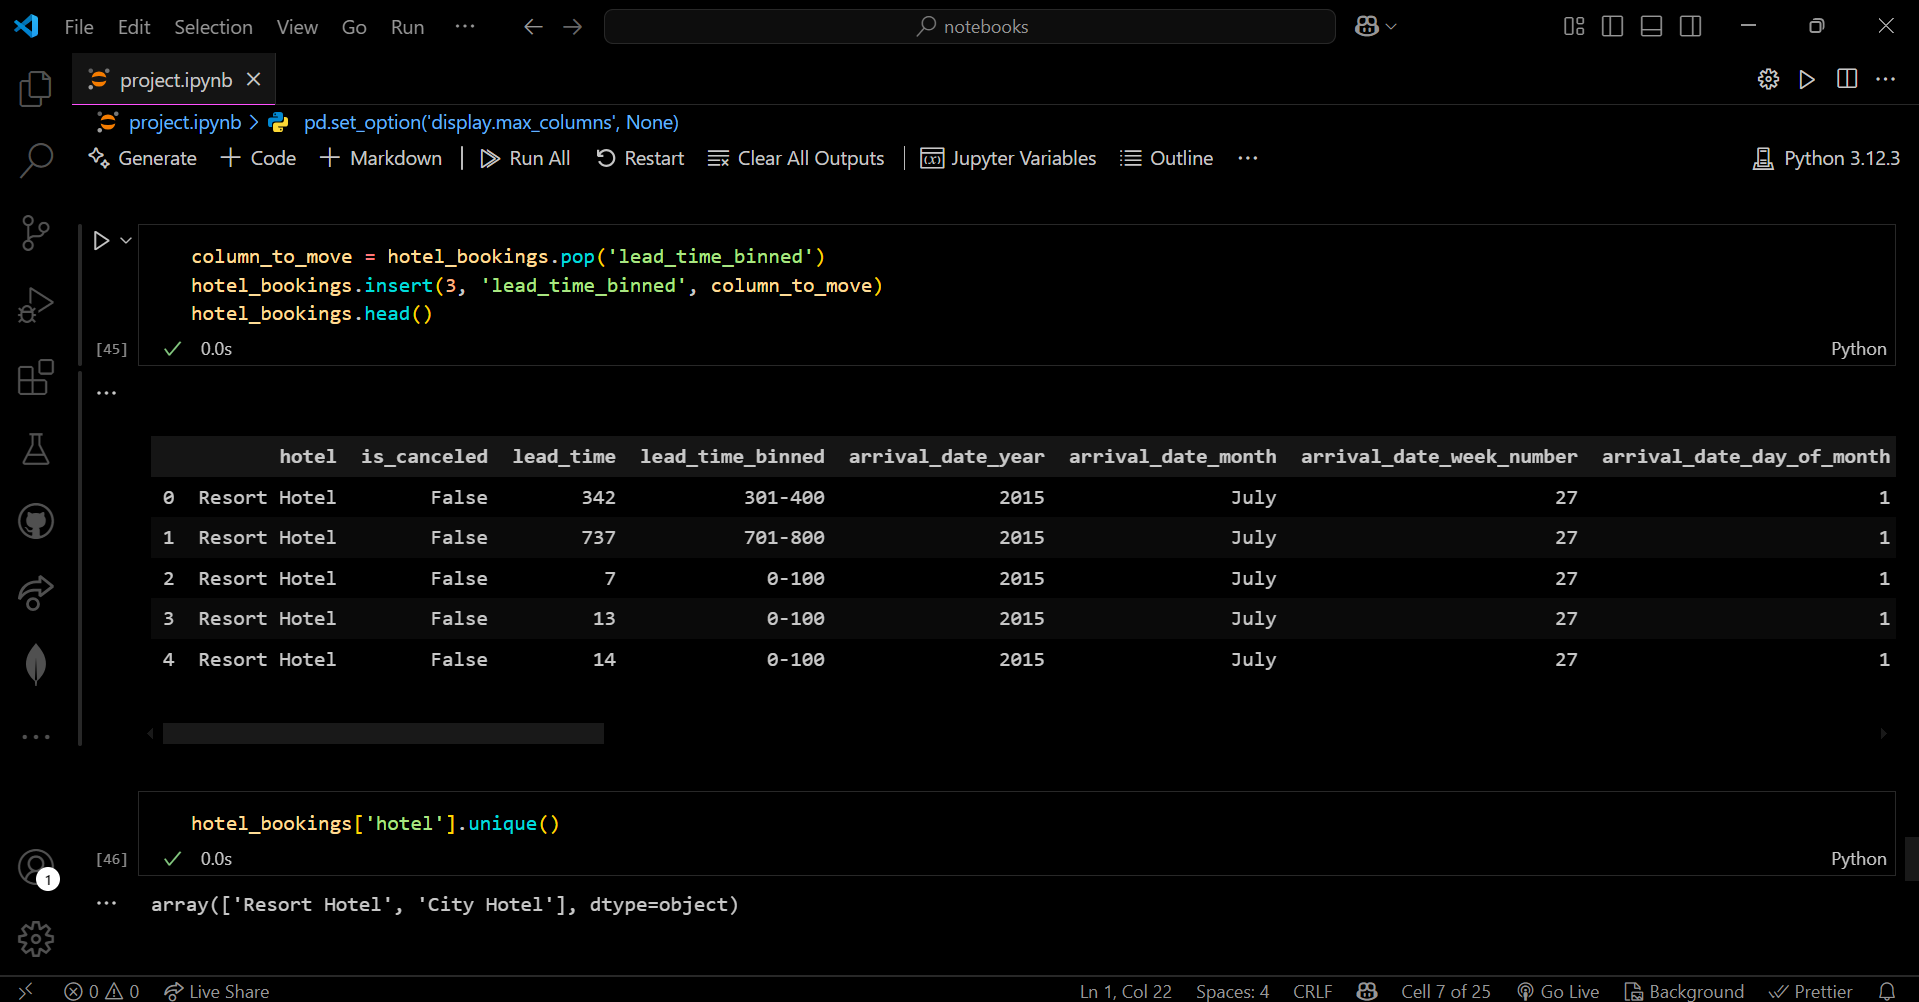 File Edit Selection View Go Run ··· notebooks
project.ipynb
project.ipynb > pd.set_option('display.max_columns', None)
Generate + Code + Markdown | Run All Restart Clear All Outputs | Jupyter Variables Outline ··· Python 3.12.3
column_to_move = hotel_bookings.pop('lead_time_binned')
hotel_bookings.insert(3, 'lead_time_binned', column_to_move)
hotel_bookings.head()
[45] 0.0s Python
···
hotel is_canceled lead_time lead_time_binned arrival_date_year arrival_date_month arrival_date_week_number arrival_date_day_of_month
0 Resort Hotel False 342 301-400 2015 July 27 1
1 Resort Hotel False 737 701-800 2015 July 27 1
2 Resort Hotel False 7 0-100 2015 July 27 1
3 Resort Hotel False 13 0-100 2015 July 27 1
4 Resort Hotel False 14 0-100 2015 July 27 1
hotel_bookings['hotel'].unique()
[46] 0.0s Python
1
··· array(['Resort Hotel', 'City Hotel'], dtype=object)
0 0 Live Share Ln 1, Col 22 Spaces: 4 CRLF Cell 7 of 25 Go Live Background Prettier